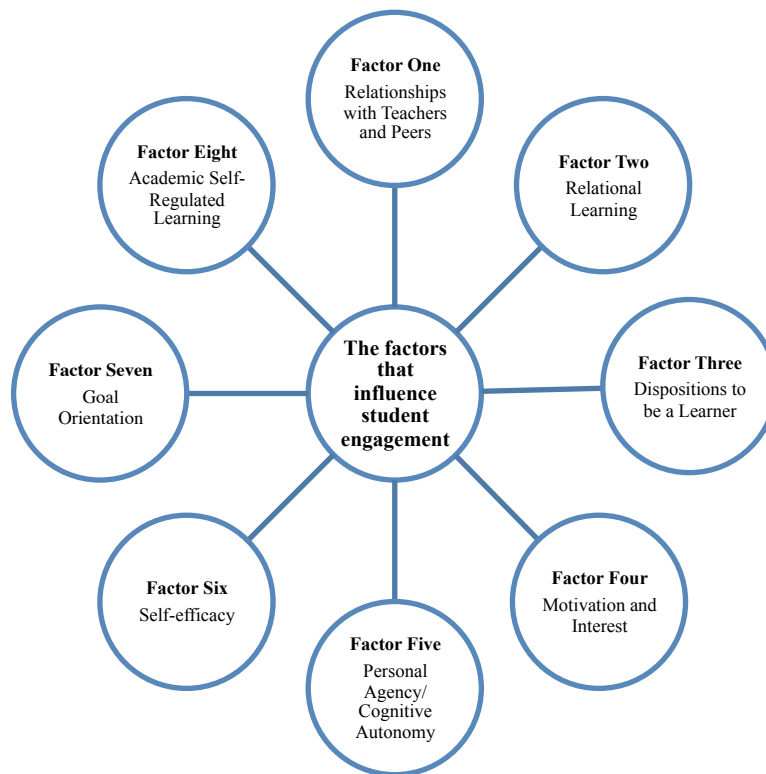 Factor One
Relationships
with Teachers
and Peers
Factor Two
Relational
Learning
Factor Three
Dispositions to
be a Learner
Factor Four
Motivation and
Interest
Factor Five
Personal
Agency/
Cognitive
Autonomy
Factor Six
Self-efficacy
Factor Seven
Goal
Orientation
Factor Eight
Academic Self-
Regulated
Learning
The factors
that
influence
student
engagement